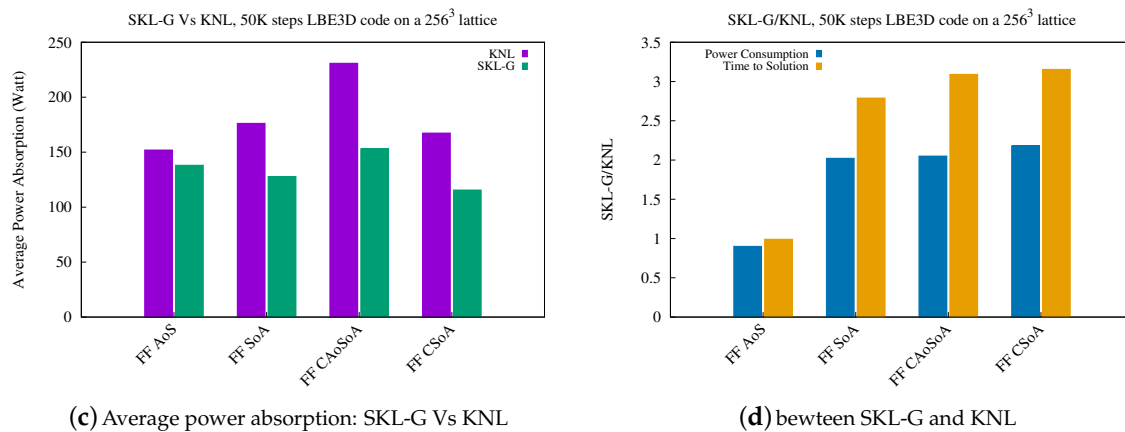 SKL-G Vs KNL, 50K steps LBE3D code on a 256³ lattice
Average Power Absorption (Watt)
250
200
150
100
50
0
KNL
SKL-G
FF AoS
FF SoA
FF CAoSoA
FF CSoA
(c) Average power absorption: SKL-G Vs KNL
SKL-G/KNL, 50K steps LBE3D code on a 256³ lattice
SKL-G/KNL
3.5
3
2.5
2
1.5
1
0.5
0
Power Consumption
Time to Solution
FF AoS
FF SoA
FF CAoSoA
FF CSoA
(d) bewteen SKL-G and KNL